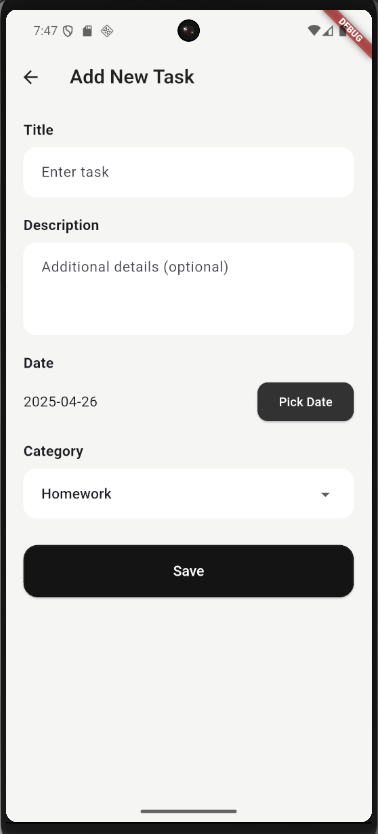 7:47
DEBUG
Add New Task
Title
Enter task
Description
Additional details (optional)
Date
2025-04-26
Pick Date
Category
Homework
Save